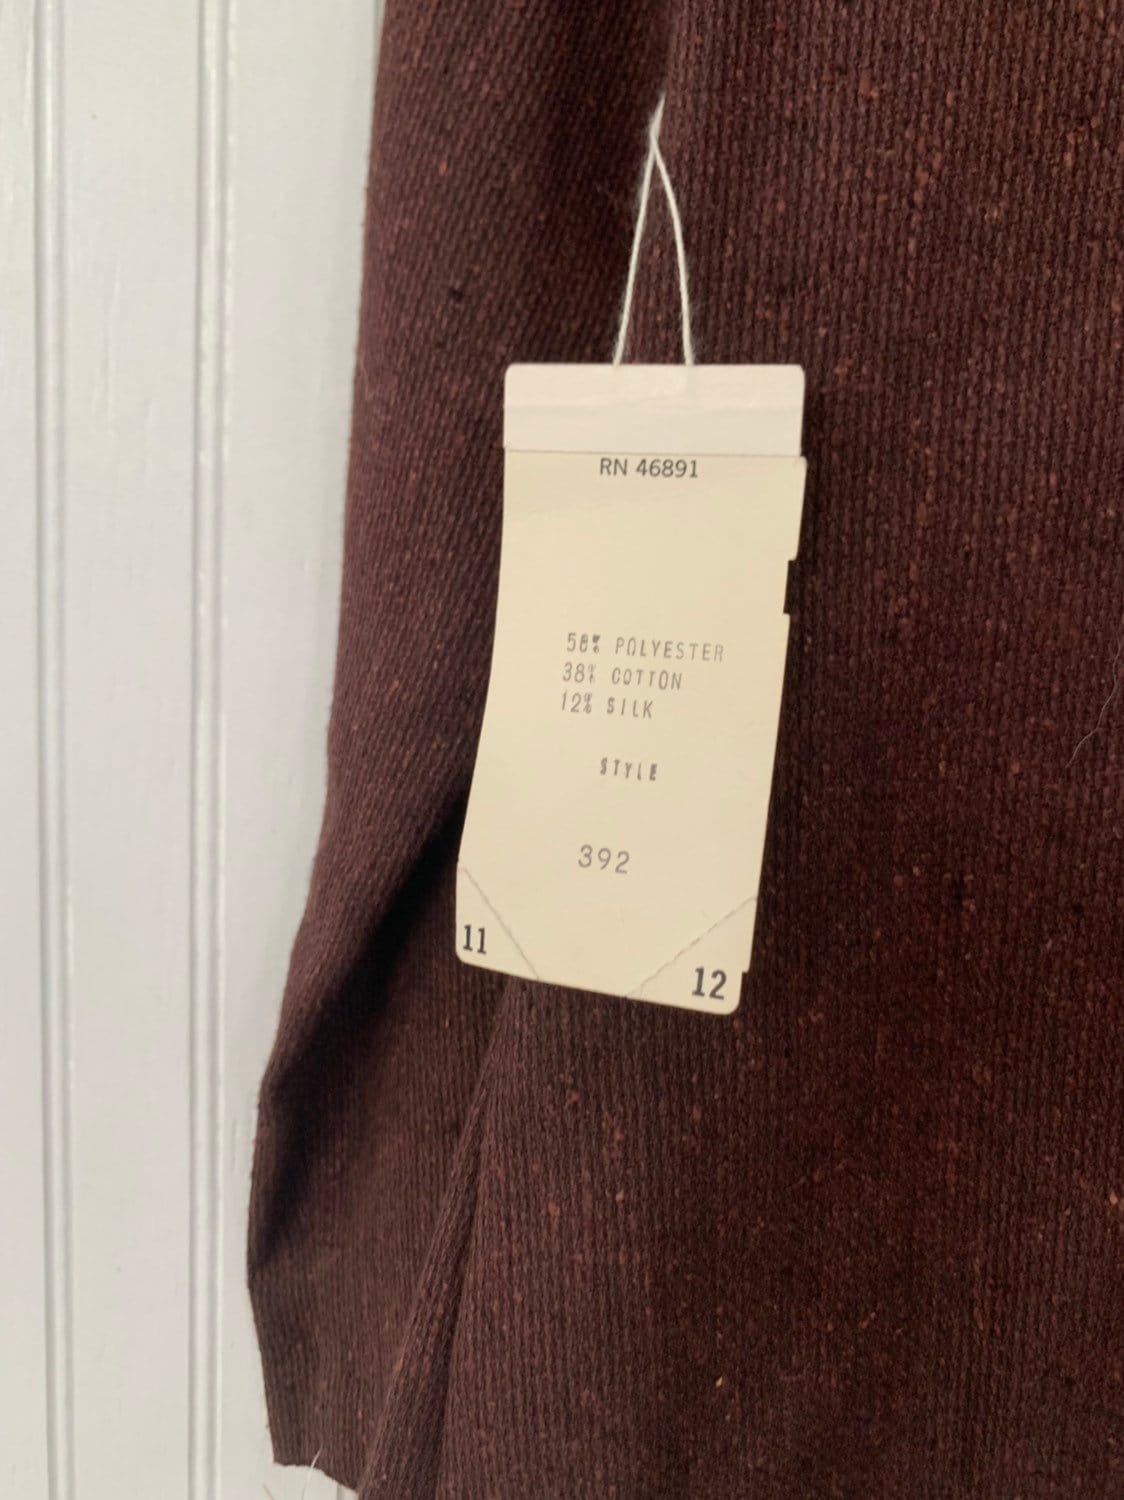 RN 46891
50% POLYESTER
38% COTTON
12% SILK
STYLE
392
11
12